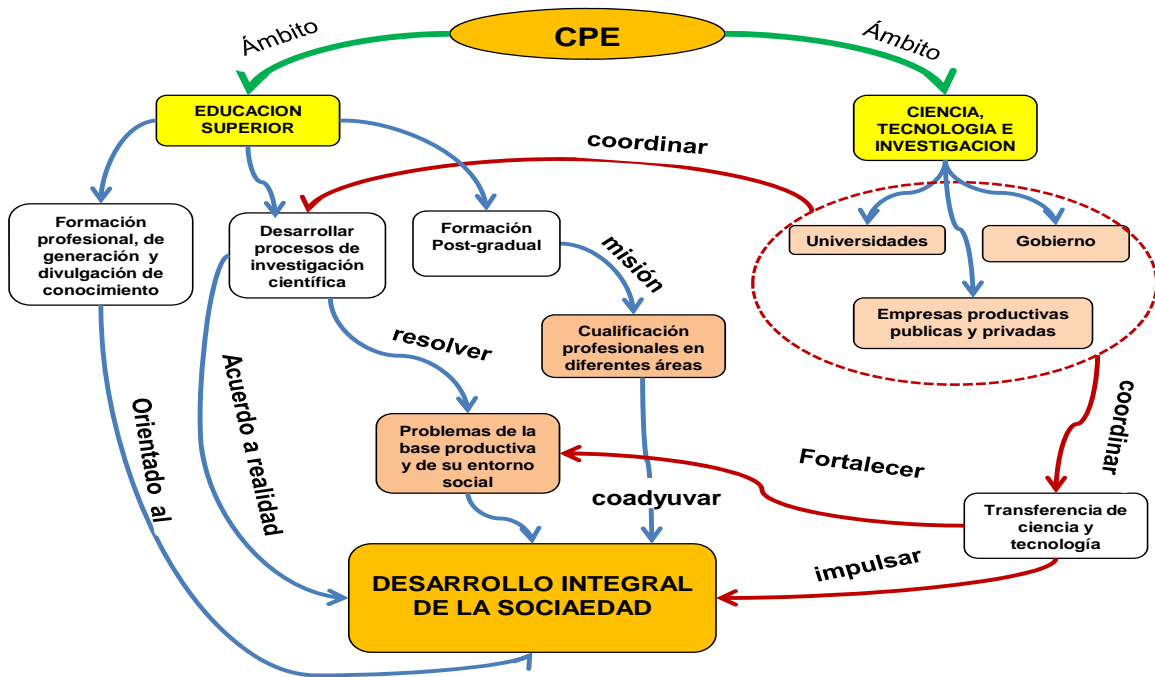 CPE
Ámbito
Ámbito
EDUCACION
SUPERIOR
CIENCIA,
TECNOLOGIA E
INVESTIGACION
coordinar
Formación
profesional, de
generación y
divulgación de
conocimiento
Desarrollar
procesos de
investigación
científica
Formación
Post-gradual
misión
Universidades
Gobierno
Empresas productivas
publicas y privadas
resolver
Cualificación
profesionales en
diferentes áreas
coordinar
Orientado al
Acuerdo a realidad
Problemas de la
base productiva
y de su entorno
social
Fortalecer
coadyuvar
Transferencia de
ciencia y
tecnología
impulsar
DESARROLLO INTEGRAL
DE LA SOCIAEDAD